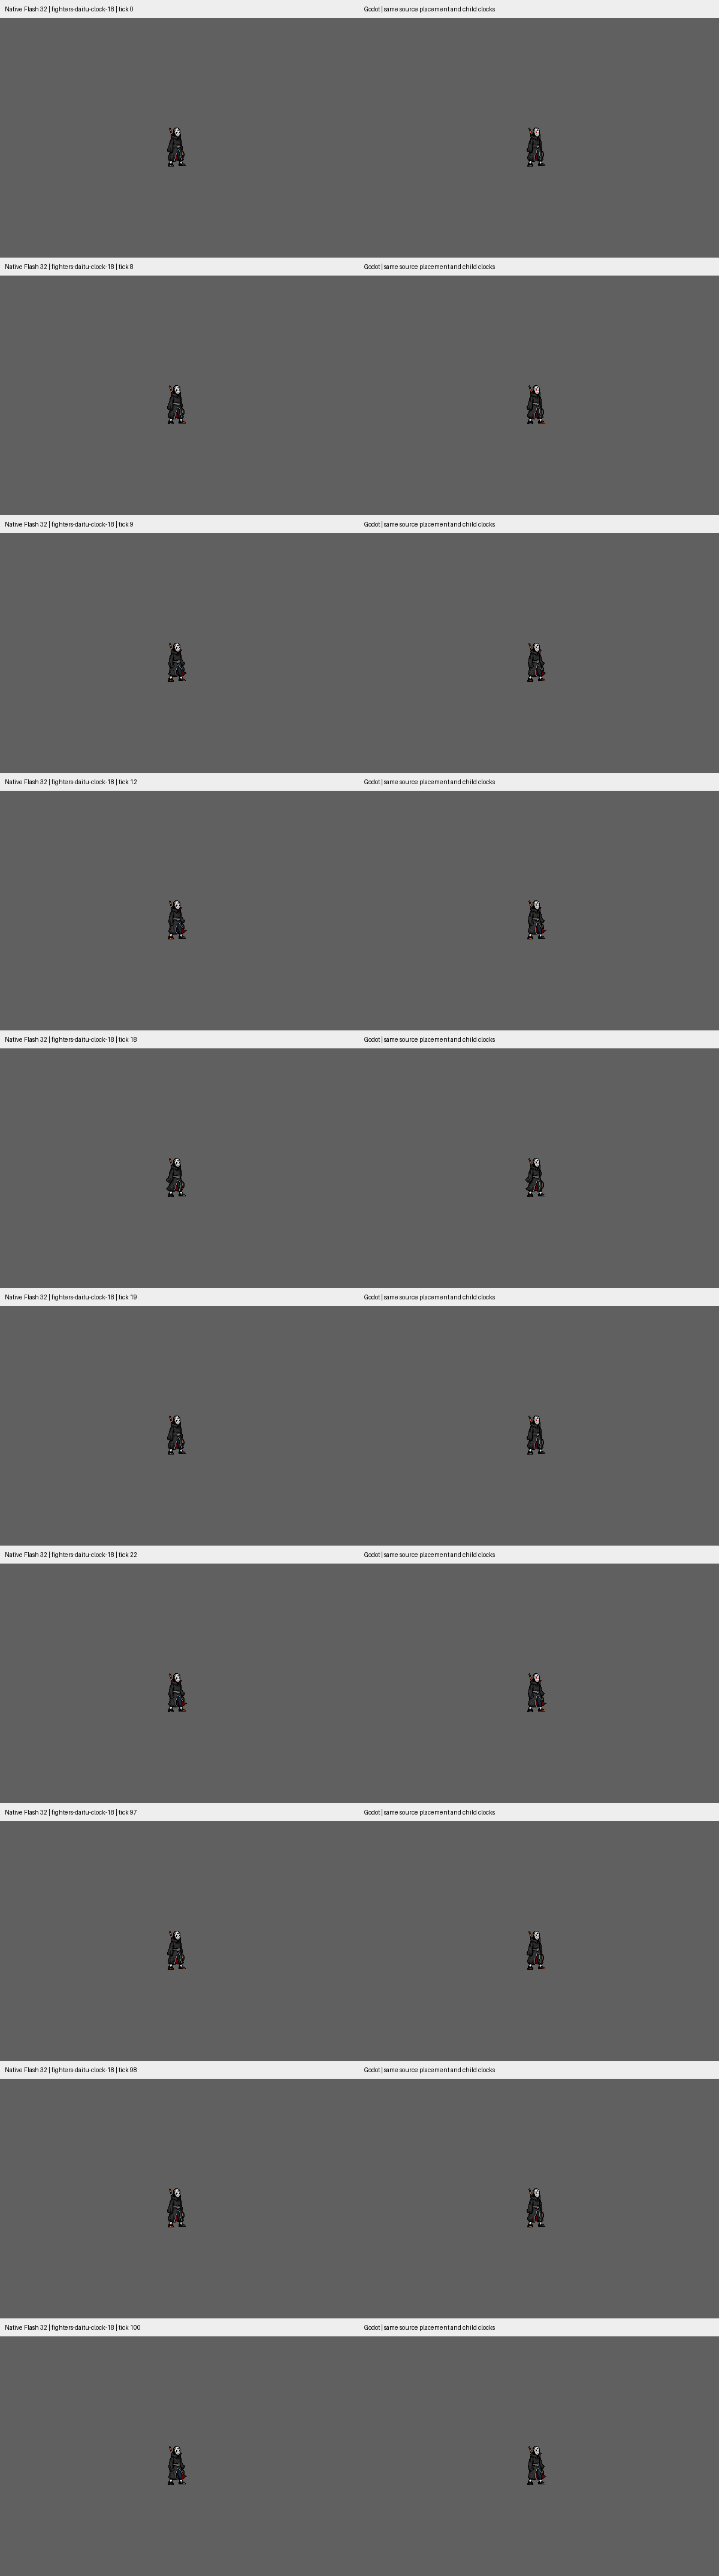 Native Flash 32 | fighters-daitu-clock-18 | tick 0
Godot | same source placement and child clocks
Native Flash 32 | fighters-daitu-clock-18 | tick 8
Godot | same source placement and child clocks
Native Flash 32 | fighters-daitu-clock-18 | tick 9
Godot | same source placement and child clocks
Native Flash 32 | fighters-daitu-clock-18 | tick 12
Godot | same source placement and child clocks
Native Flash 32 | fighters-daitu-clock-18 | tick 18
Godot | same source placement and child clocks
Native Flash 32 | fighters-daitu-clock-18 | tick 19
Godot | same source placement and child clocks
Native Flash 32 | fighters-daitu-clock-18 | tick 22
Godot | same source placement and child clocks
Native Flash 32 | fighters-daitu-clock-18 | tick 97
Godot | same source placement and child clocks
Native Flash 32 | fighters-daitu-clock-18 | tick 98
Godot | same source placement and child clocks
Native Flash 32 | fighters-daitu-clock-18 | tick 100
Godot | same source placement and child clocks